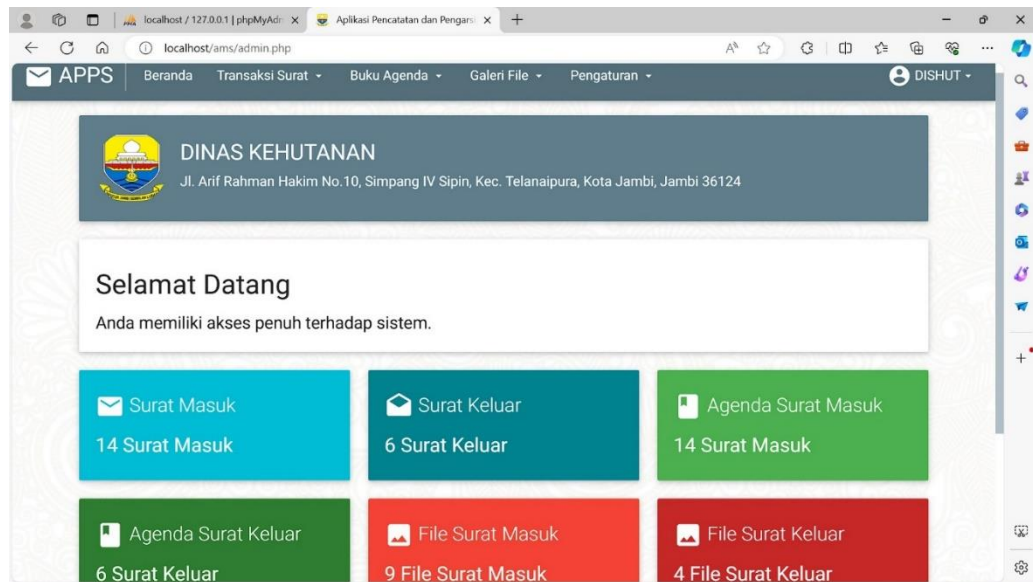 localhost / 127.0.0.1 | phpMyAdm
Aplikasi Pencatatan dan Pengarsi
localhost/ams/admin.php
APPS
Beranda
Transaksi Surat
Buku Agenda
Galeri File
Pengaturan
DISHUT
DINAS KEHUTANAN
Jl. Arif Rahman Hakim No.10, Simpang IV Sipin, Kec. Telanaipura, Kota Jambi, Jambi 36124
Selamat Datang
Anda memiliki akses penuh terhadap sistem.
Surat Masuk
14 Surat Masuk
Surat Keluar
6 Surat Keluar
Agenda Surat Masuk
14 Surat Masuk
Agenda Surat Keluar
6 Surat Keluar
File Surat Masuk
9 File Surat Masuk
File Surat Keluar
4 File Surat Keluar